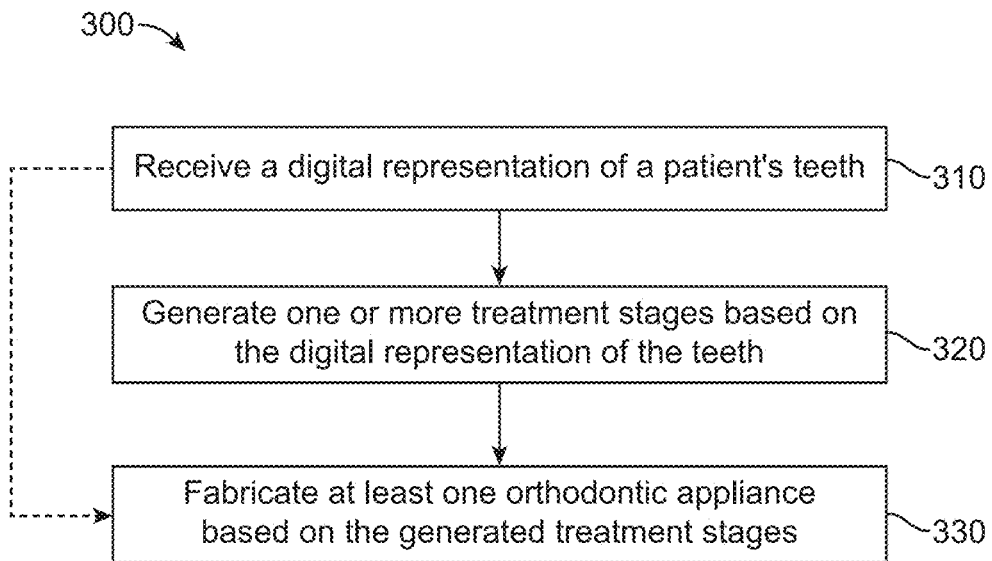 300
Receive a digital representation of a patient's teeth
310
Generate one or more treatment stages based on
the digital representation of the teeth
320
Fabricate at least one orthodontic appliance
based on the generated treatment stages
330